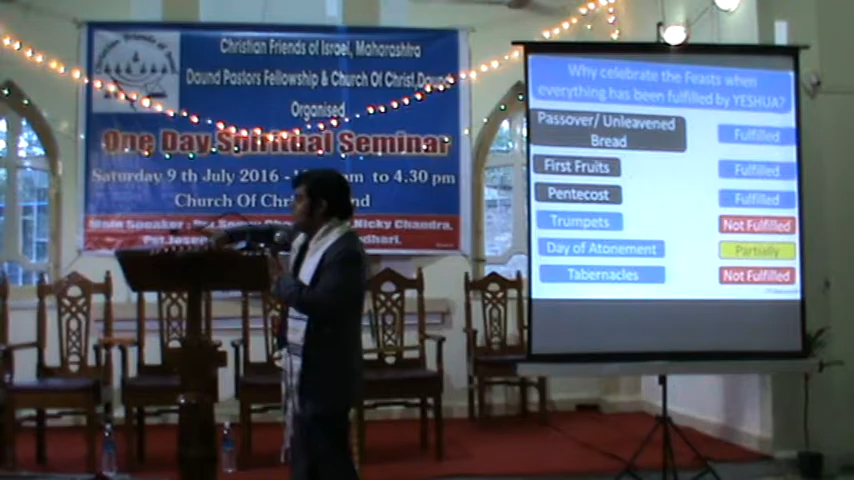 Christian Friends of Israel, Maharashtra
Daund Pastors Fellowship & Church Of Christ, Daund
Organised
One Day Spiritual Seminar
Saturday 9th July 2016 -
to 4.30 pm
Church Of
Main Speaker : Nicky Chandra.
Why celebrate the Feasts when
everything has been fulfilled by YESHUA?
Passover/ Unleavened
Bread
Fulfilled
First Fruits
Fulfilled
Pentecost
Fulfilled
Trumpets
Not Fulfilled
Day of Atonement
Partially
Tabernacles
Not Fulfilled